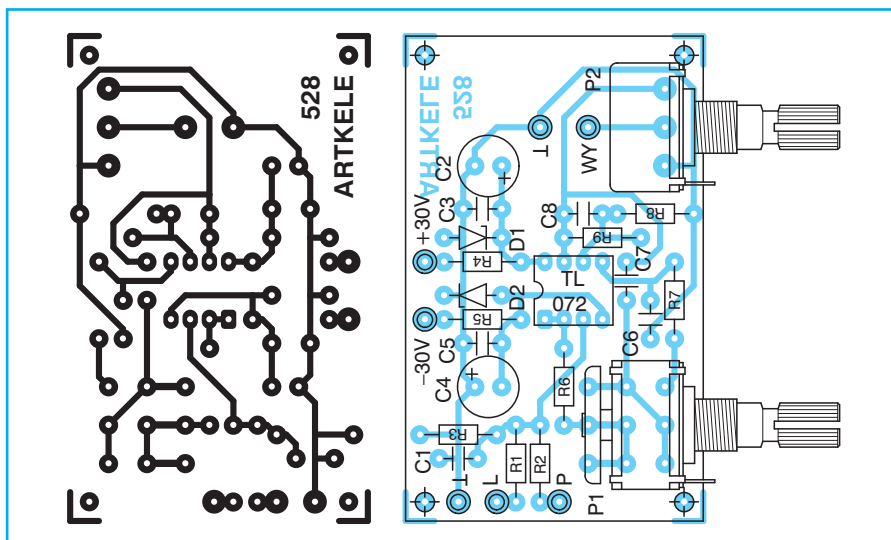 528
ARTKELE
ARTKELE
528
P2
⊥
WY
C2
+
C3
+30V
D1
R4
C8
R8
R9
C7
TL
072
D2
R5
-30V
C5
C4
+
C6
R7
R6
R3
C1
⊥
L
R1
R2
P
P1